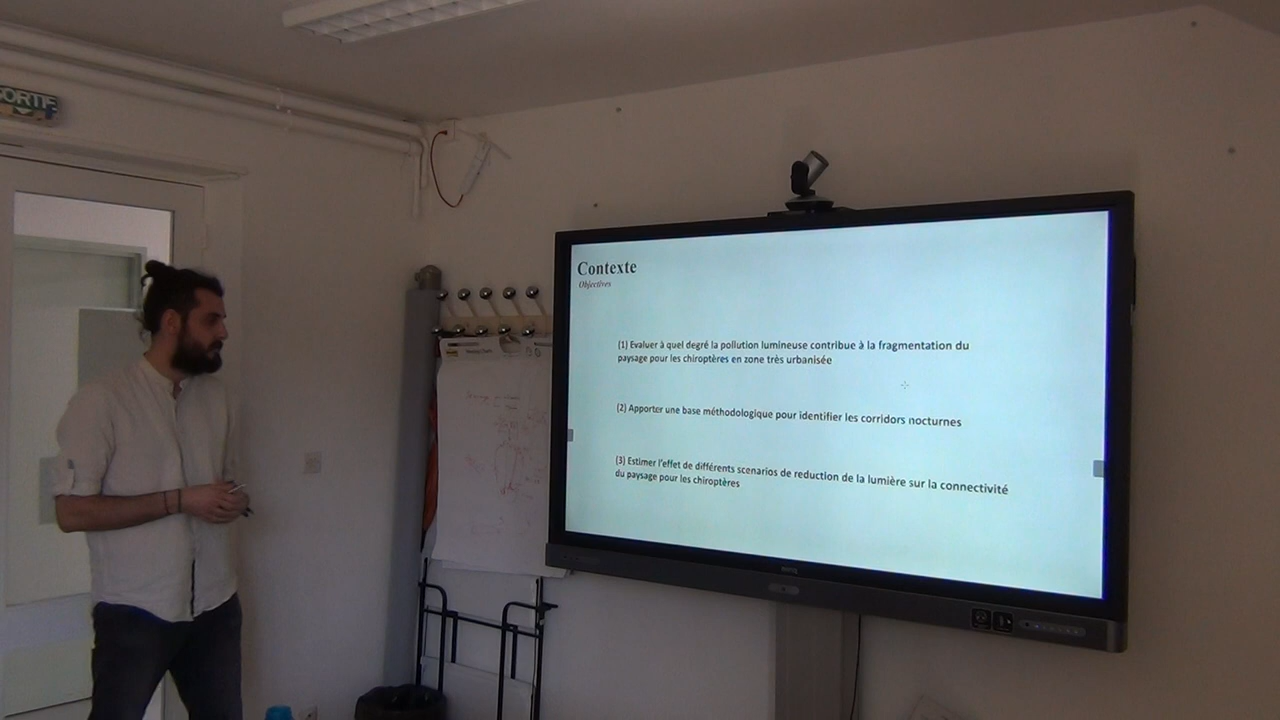 SORTIE
Contexte
Objectives
(1) Evaluer à quel degré la pollution lumineuse contribue à la fragmentation du
paysage pour les chiroptères en zone très urbanisée
(2) Apporter une base méthodologique pour identifier les corridors nocturnes
(3) Estimer l'effet de différents scenarios de reduction de la lumière sur la connectivité
du paysage pour les chiroptères
BENQ